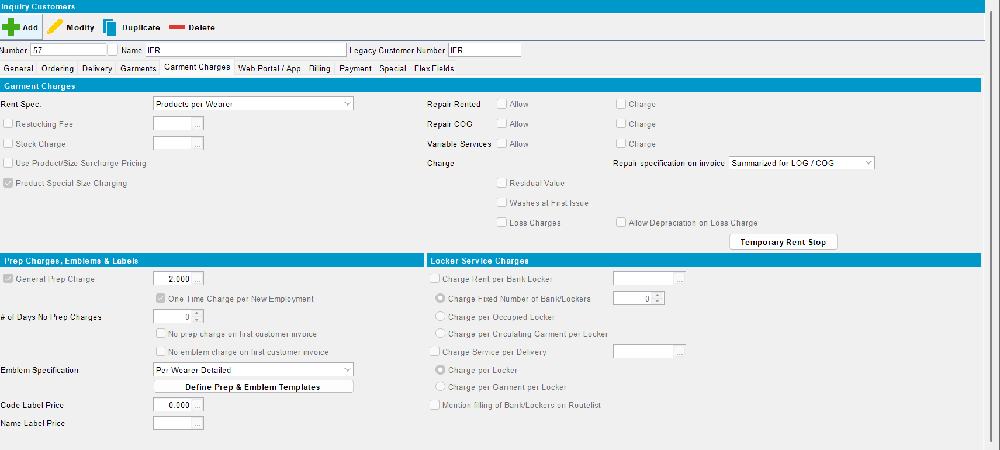 Inquiry Customers
Add Modify Duplicate Delete
Number 57 ... Name IFR Legacy Customer Number IFR
General Ordering Delivery Garments Garment Charges Web Portal / App Billing Payment Special Flex Fields
Garment Charges
Rent Spec. Products per Wearer Repair Rented Allow Charge
Restocking Fee ... Repair COG Allow Charge
Stock Charge ... Variable Services Allow Charge
Use Product/Size Surcharge Pricing Charge Repair specification on invoice Summarized for LOG / COG
Product Special Size Charging Residual Value
Washes at First Issue
Loss Charges Allow Depreciation on Loss Charge
Temporary Rent Stop
Prep Charges, Emblems & Labels
General Prep Charge 2.000 ...
One Time Charge per New Employment
# of Days No Prep Charges 0
No prep charge on first customer invoice
No emblem charge on first customer invoice
Emblem Specification Per Wearer Detailed
Define Prep & Emblem Templates
Code Label Price 0.000 ...
Name Label Price ...
Locker Service Charges
Charge Rent per Bank Locker ...
Charge Fixed Number of Bank/Lockers 0
Charge per Occupied Locker
Charge per Circulating Garment per Locker
Charge Service per Delivery ...
Charge per Locker
Charge per Garment per Locker
Mention filling of Bank/Lockers on Routelist